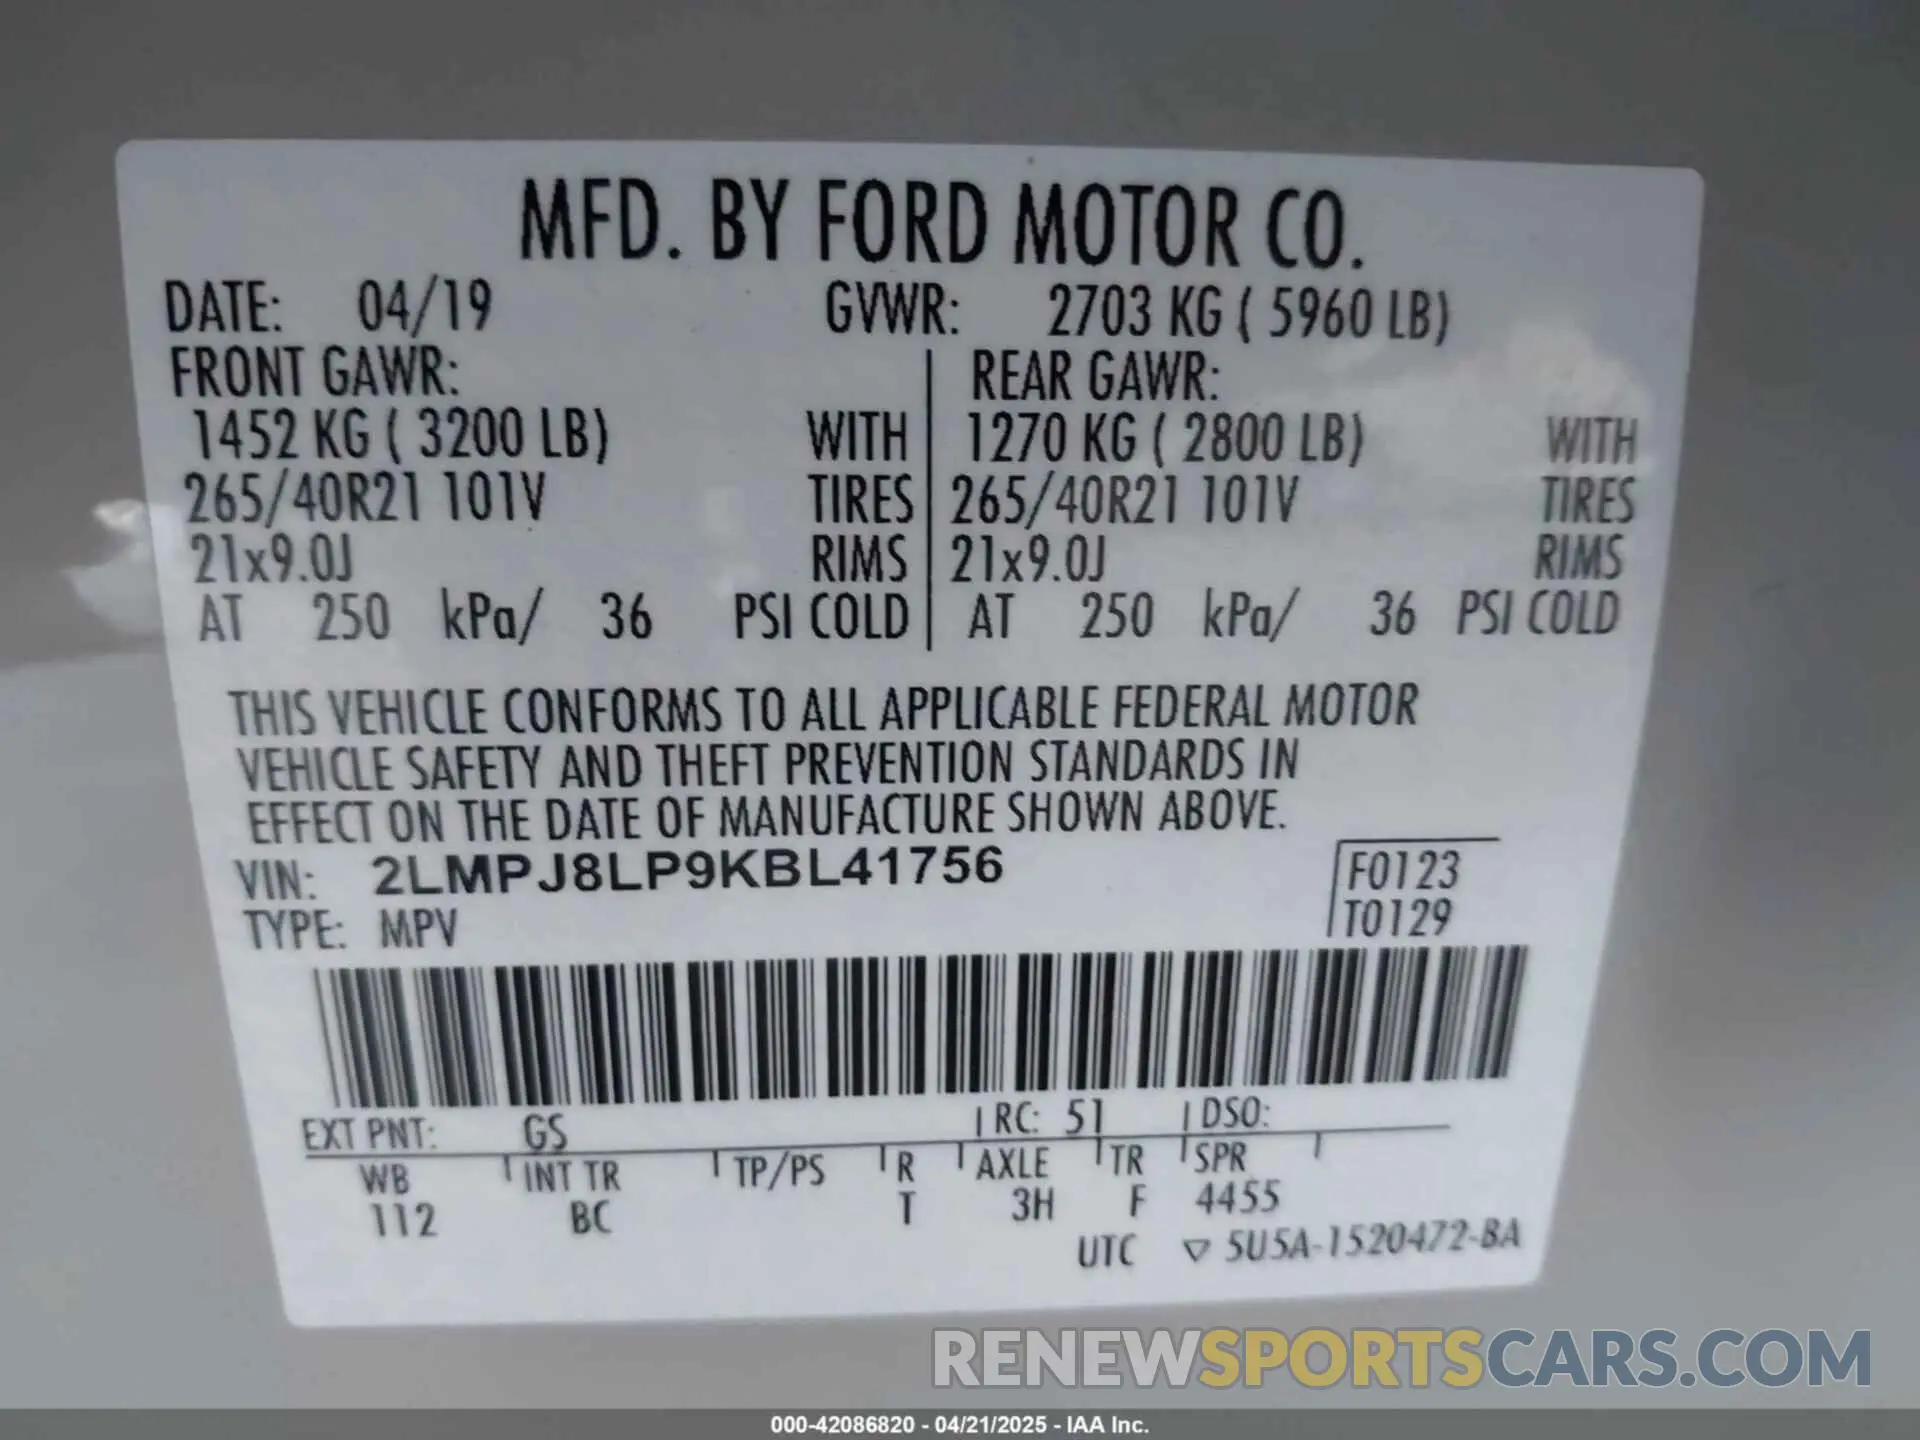 MFD. BY FORD MOTOR CO.
DATE: 04/19 GVWR: 2703 KG ( 5960 LB)
FRONT GAWR: REAR GAWR:
1452 KG ( 3200 LB) WITH 1270 KG ( 2800 LB) WITH
265/40R21 101V TIRES 265/40R21 101V TIRES
21x9.0J RIMS 21x9.0J RIMS
AT 250 kPa/ 36 PSI COLD AT 250 kPa/ 36 PSI COLD
THIS VEHICLE CONFORMS TO ALL APPLICABLE FEDERAL MOTOR
VEHICLE SAFETY AND THEFT PREVENTION STANDARDS IN
EFFECT ON THE DATE OF MANUFACTURE SHOWN ABOVE.
VIN: 2LMPJ8LP9KBL41756 F0123
TYPE: MPV T0129
EXT PNT: GS RC: 51 DSO:
WB INT TR TP/PS R AXLE TR SPR
112 BC T 3H F 4455
UTC ▽ 5U5A-1520472-BA
RENEWSPORTSCARS.COM
000-42086820 - 04/21/2025 - IAA Inc.